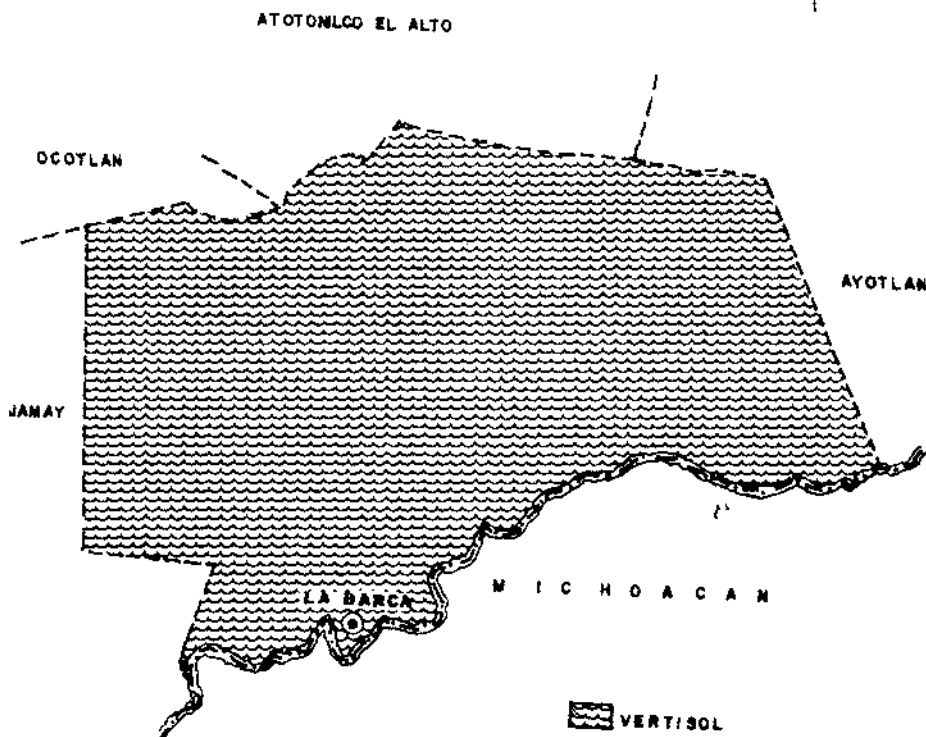 ATOTONILCO EL ALTO
OCOTLAN
AYOTLAN
JAMAY
LA BARCA
M I C H O A C A N
VERTISOL